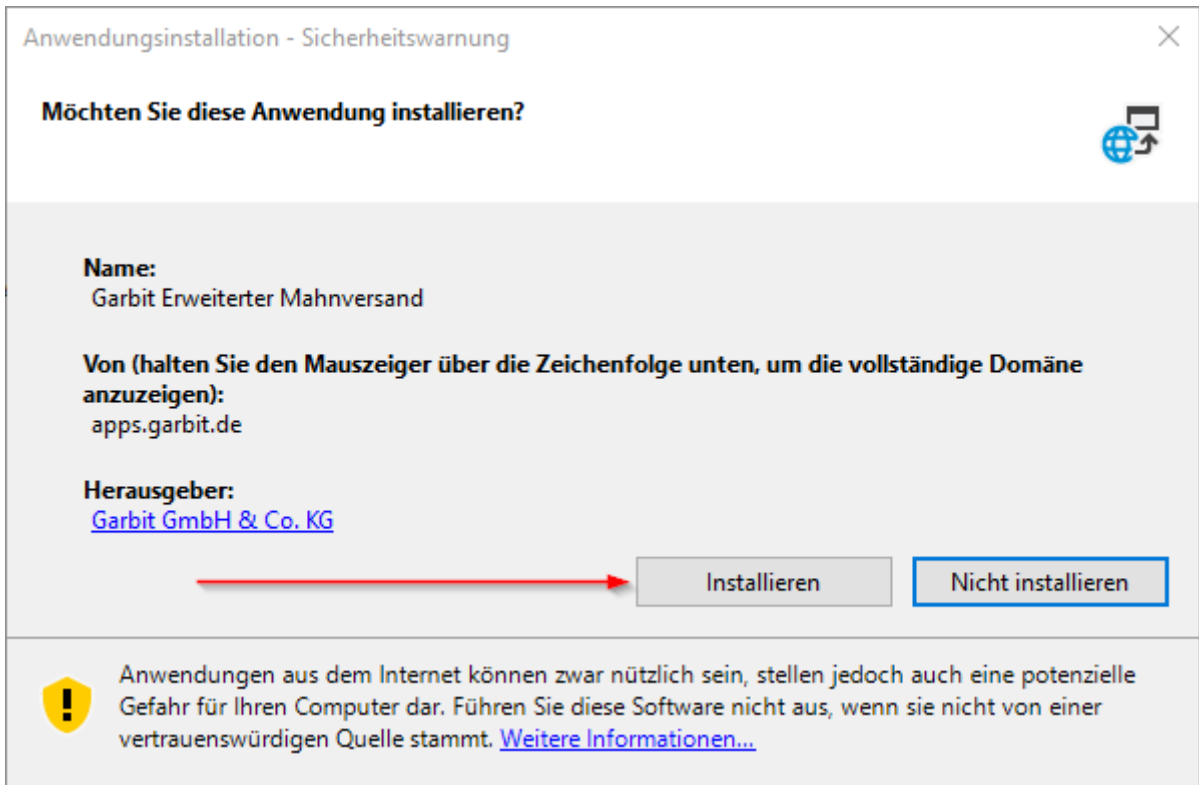 Anwendungsinstallation - Sicherheitswarnung
Möchten Sie diese Anwendung installieren?
Name:
Garbit Erweiterter Mahnversand
Von (halten Sie den Mauszeiger über die Zeichenfolge unten, um die vollständige Domäne
anzuzeigen):
apps.garbit.de
Herausgeber:
Garbit GmbH & Co. KG
Installieren
Nicht installieren
Anwendungen aus dem Internet können zwar nützlich sein, stellen jedoch auch eine potenzielle
Gefahr für Ihren Computer dar. Führen Sie diese Software nicht aus, wenn sie nicht von einer
vertrauenswürdigen Quelle stammt. Weitere Informationen...